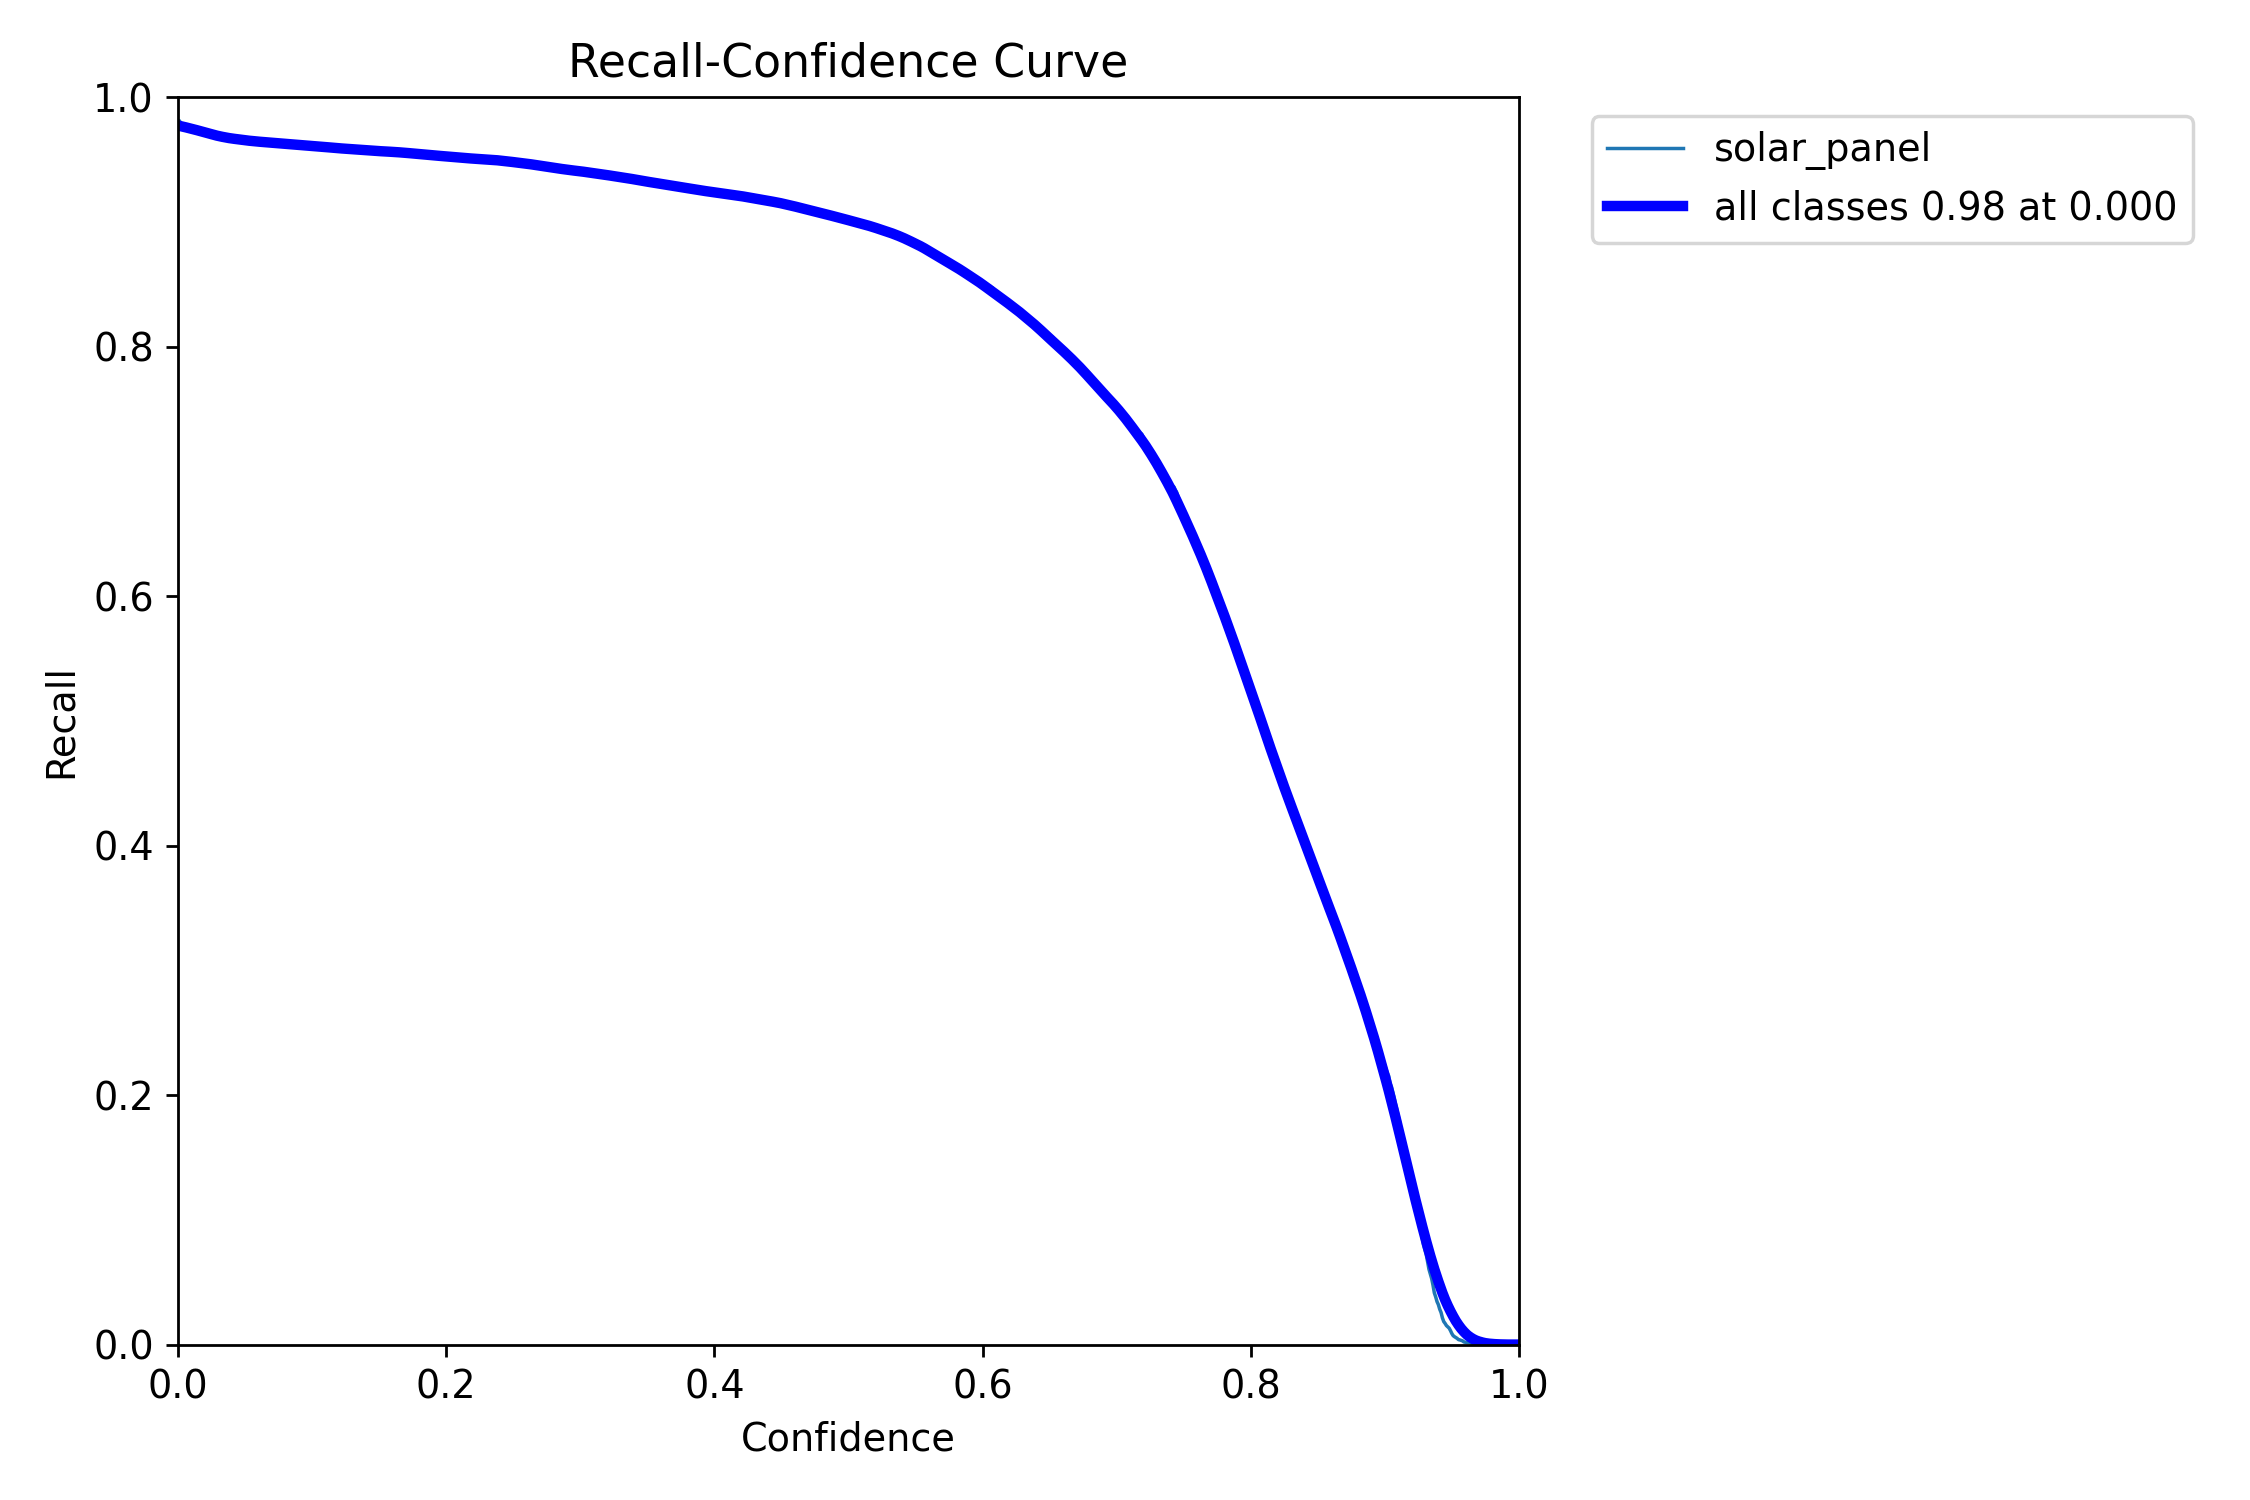 Recall-Confidence Curve
1.0
0.8
0.6
0.4
0.2
0.0
Recall
0.0 0.2 0.4 0.6 0.8 1.0
Confidence
solar_panel
all classes 0.98 at 0.000